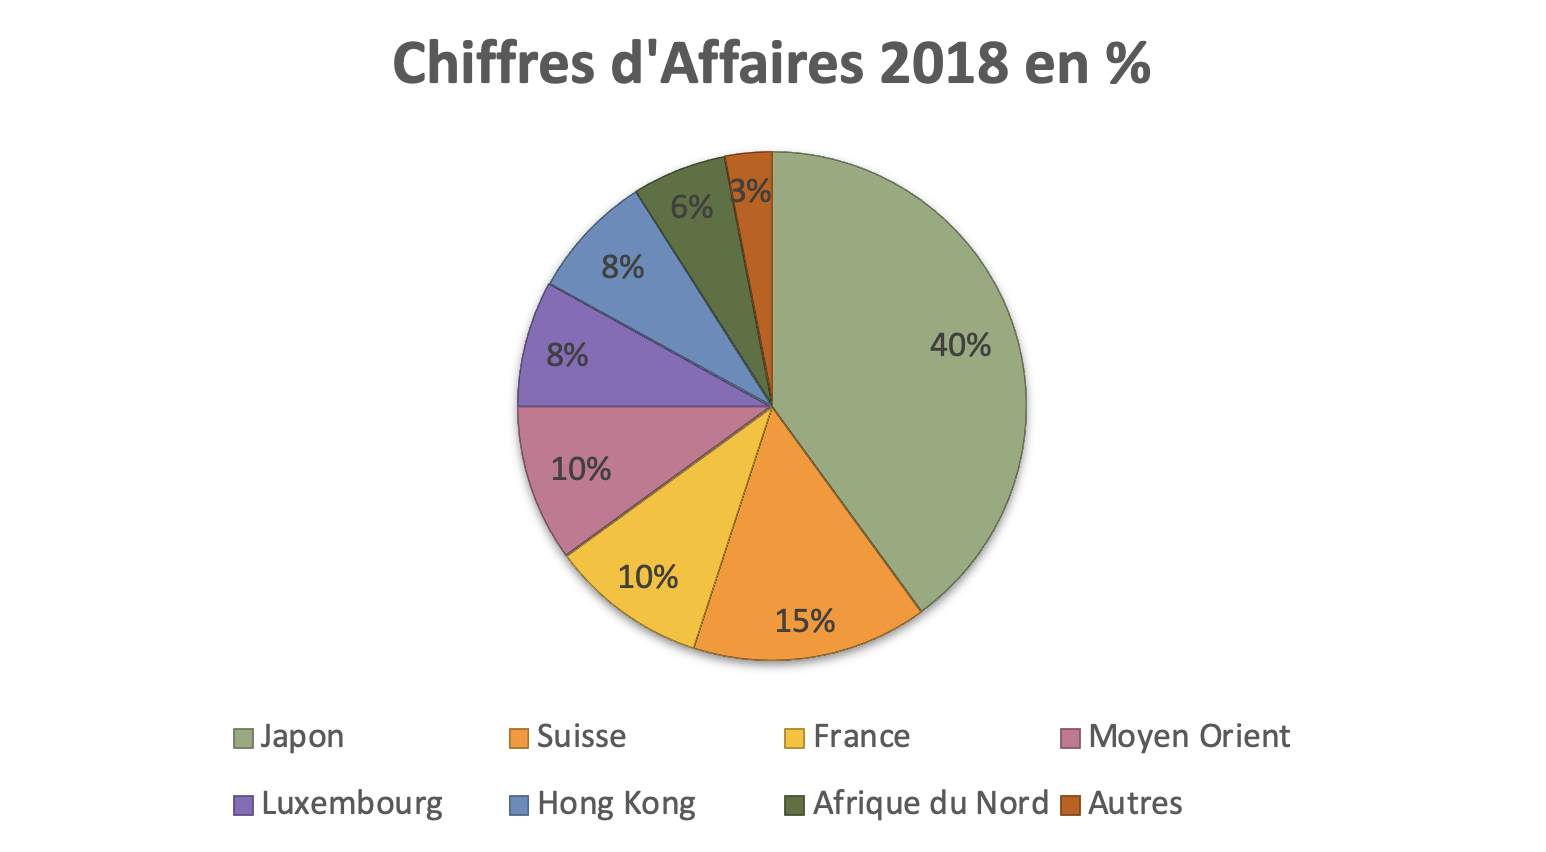 Chiffres d'Affaires 2018 en %
3%
6%
8%
40%
8%
10%
10%
15%
Japon Suisse France Moyen Orient
Luxembourg Hong Kong Afrique du Nord Autres